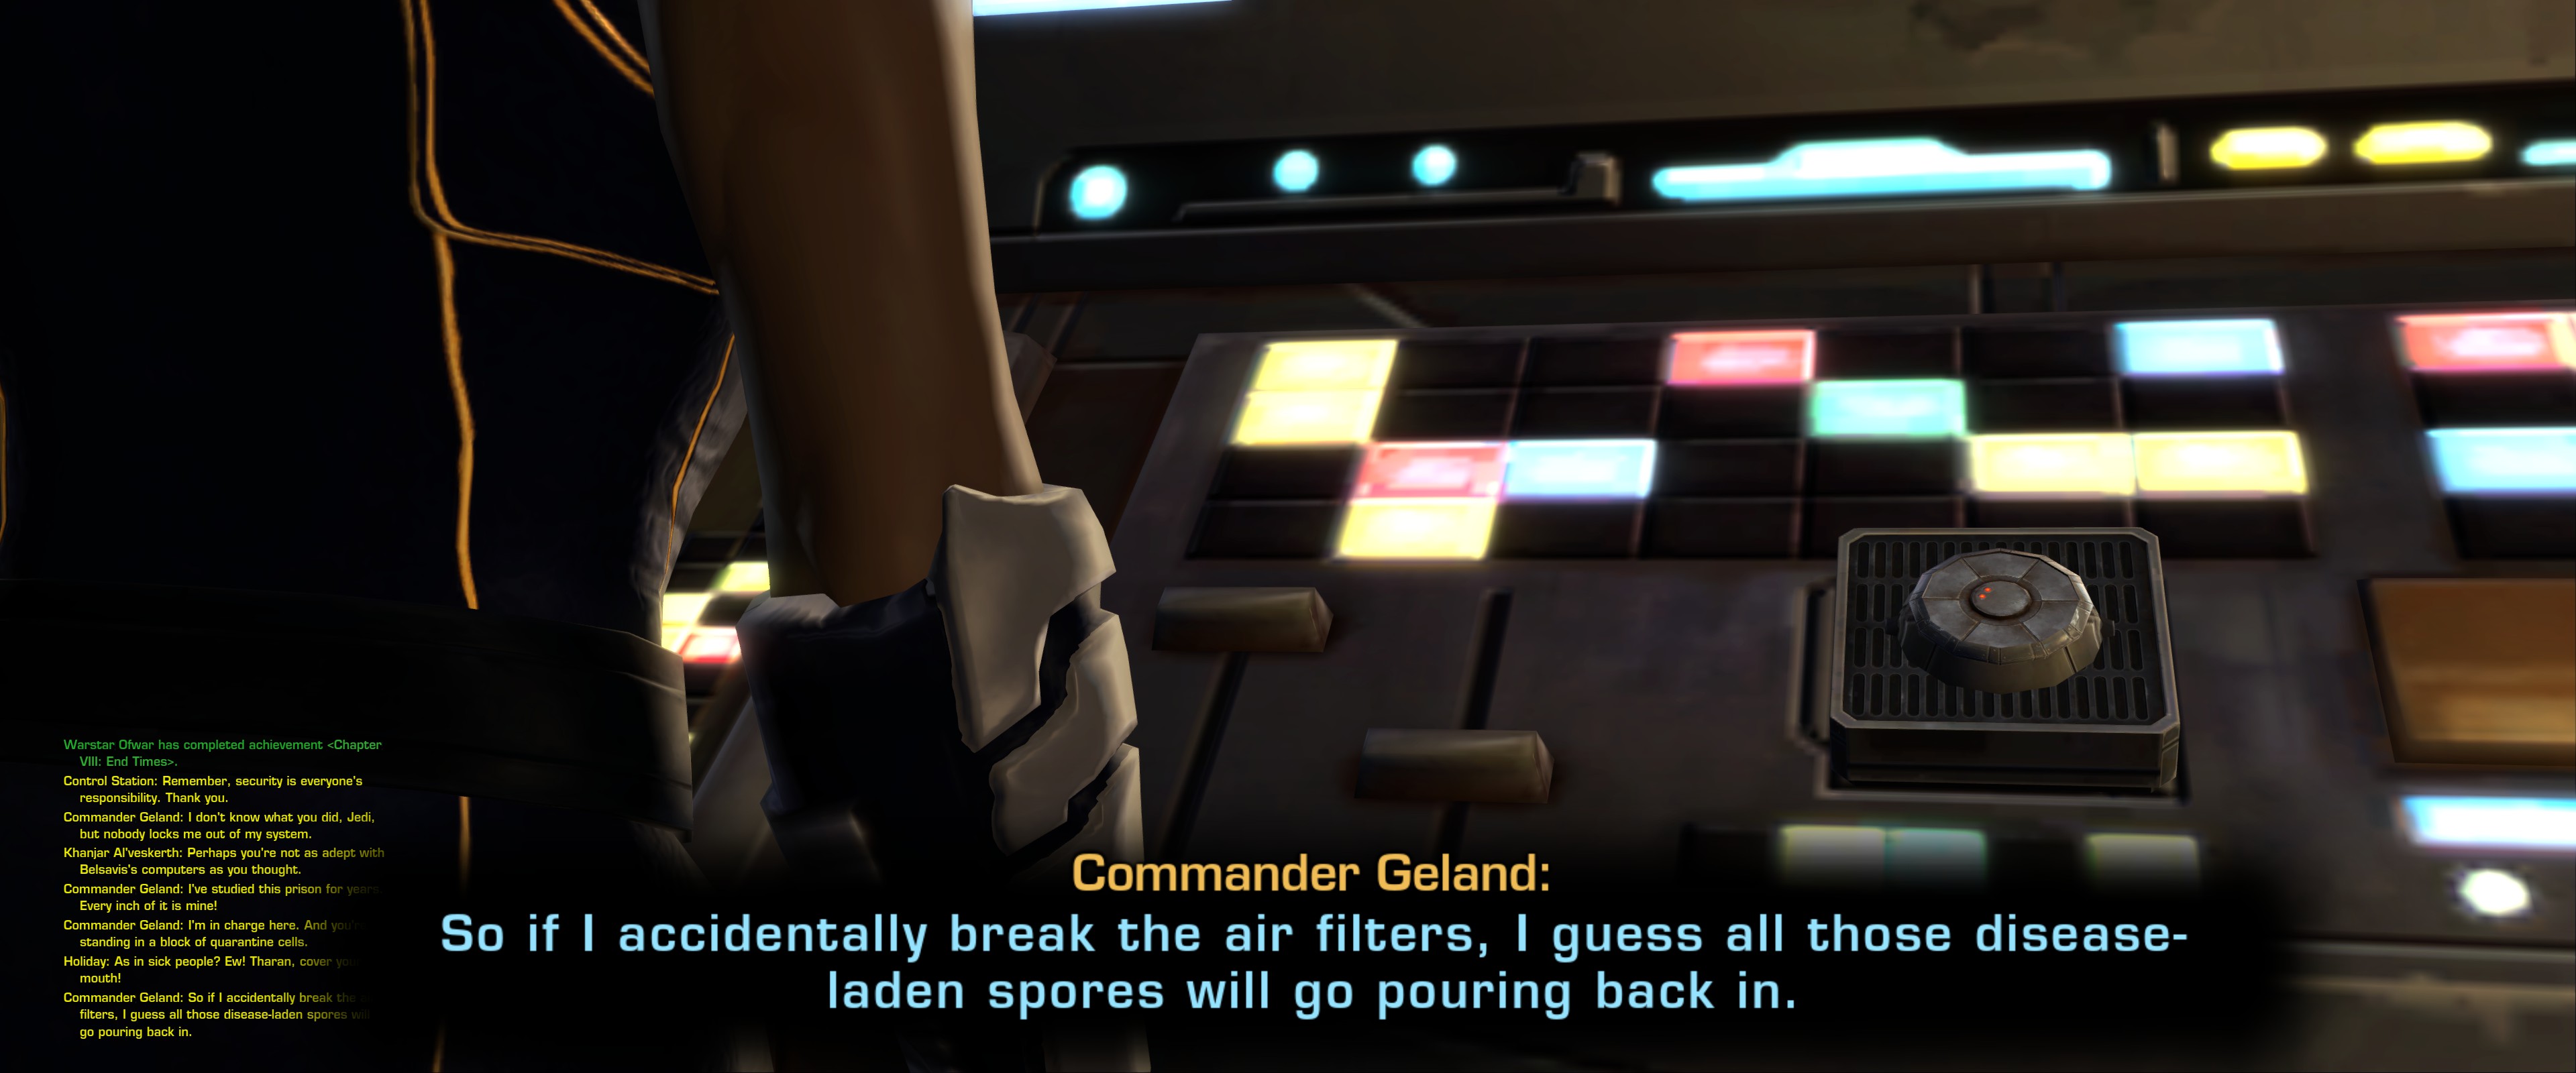 Warstar Ofwar has completed achievement <Chapter
VIII: End Times>.
Control Station: Remember, security is everyone's
responsibility. Thank you.
Commander Geland: I don't know what you did, Jedi,
but nobody locks me out of my system.
Khanjar Al'veskerth: Perhaps you're not as adept with
Belsavis's computers as you thought.
Commander Geland: I've studied this prison for years.
Every inch of it is mine!
Commander Geland: I'm in charge here. And you're
standing in a block of quarantine cells.
Holiday: As in sick people? Ew! Tharan, cover your
mouth!
Commander Geland: So if I accidentally break the air
filters, I guess all those disease-laden spores will
go pouring back in.
Commander Geland:
So if I accidentally break the air filters, I guess all those disease-
laden spores will go pouring back in.